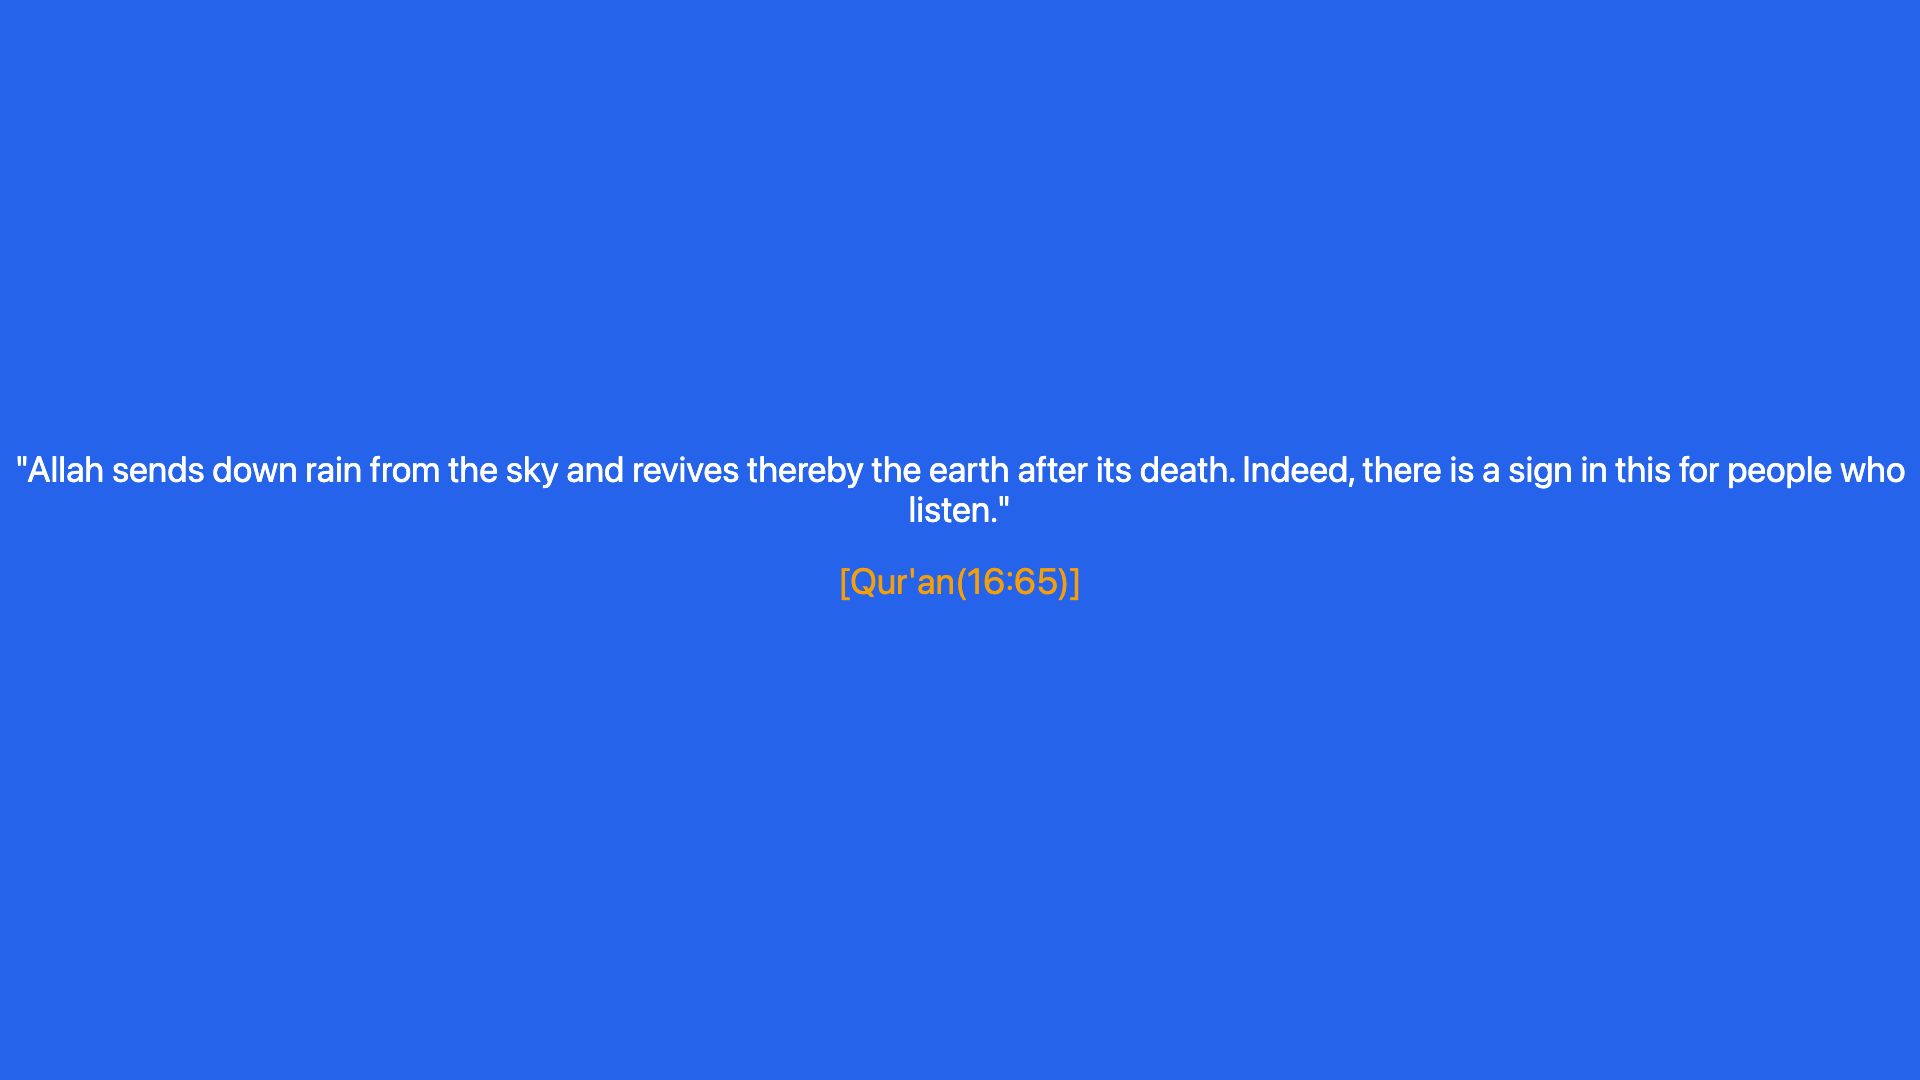 "Allah sends down rain from the sky and revives thereby the earth after its death. Indeed, there is a sign in this for people who
listen."
[Qur'an(16:65)]